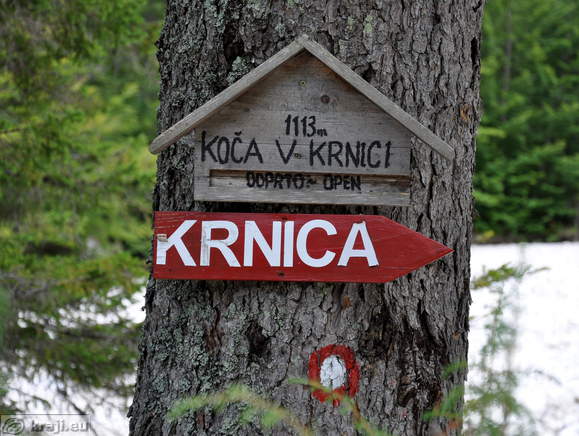 1113m
KOČA V KRNICI
ODPRTO - OPEN
KRNICA
kraji.eu